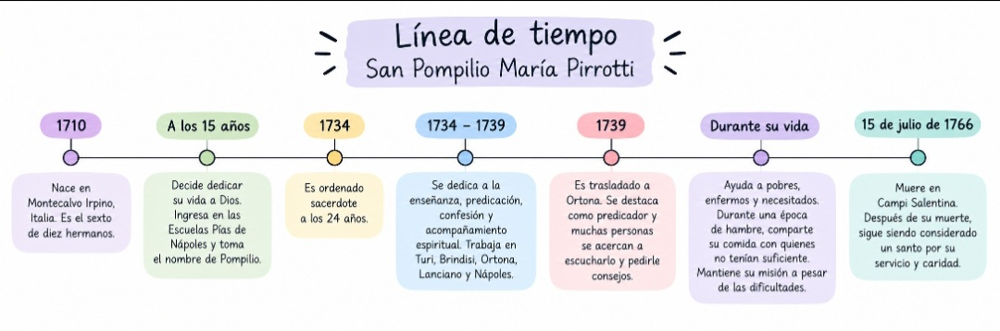 Línea de tiempo
San Pompilio María Pirrotti
1710
Nace en
Montecalvo Irpino,
Italia. Es el sexto
de diez hermanos.
A los 15 años
Decide dedicar
su vida a Dios.
Ingresa en las
Escuelas Pías de
Nápoles y toma
el nombre de Pompilio.
1734
Es ordenado
sacerdote
a los 24 años.
1734 – 1739
Se dedica a la
enseñanza, predicación,
confesión y
acompañamiento
espiritual. Trabaja en
Turi, Brindisi, Ortona,
Lanciano y Nápoles.
1739
Es trasladado a
Ortona. Se destaca
como predicador y
muchas personas
se acercan a
escucharlo y pedirle
consejos.
Durante su vida
Ayuda a pobres,
enfermos y necesitados.
Durante una época
de hambre, comparte
su comida con quienes
no tenían suficiente.
Mantiene su misión a pesar
de las dificultades.
15 de julio de 1766
Muere en
Campi Salentina.
Después de su muerte,
sigue siendo considerado
un santo por su
servicio y caridad.